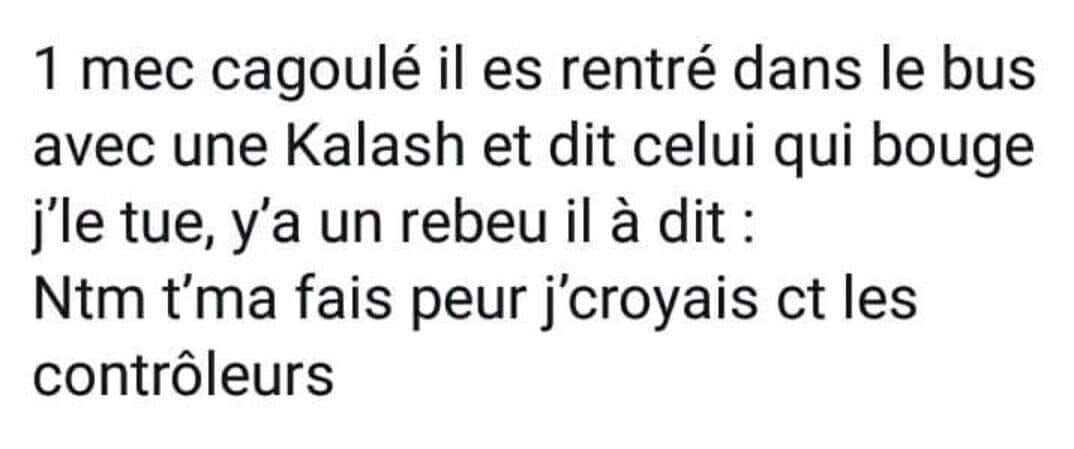 1 mec cagoulé il es rentré dans le bus
avec une Kalash et dit celui qui bouge
j’le tue, y’a un rebeu il à dit :
Ntm t’ma fais peur j’croyais ct les
contrôleurs